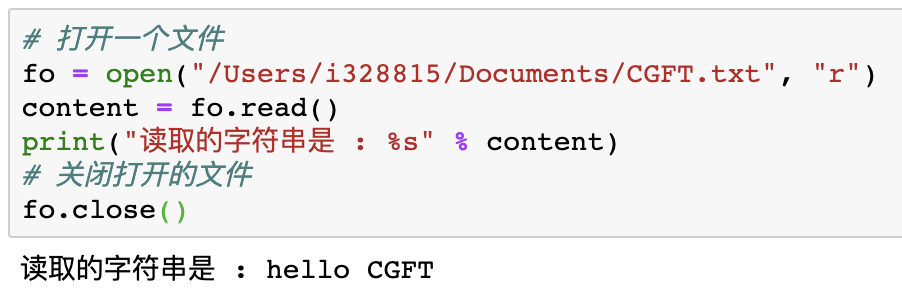 # 打开一个文件
fo = open("/Users/i328815/Documents/CGFT.txt", "r")
content = fo.read()
print("读取的字符串是 : %s" % content)
# 关闭打开的文件
fo.close()
读取的字符串是 : hello CGFT